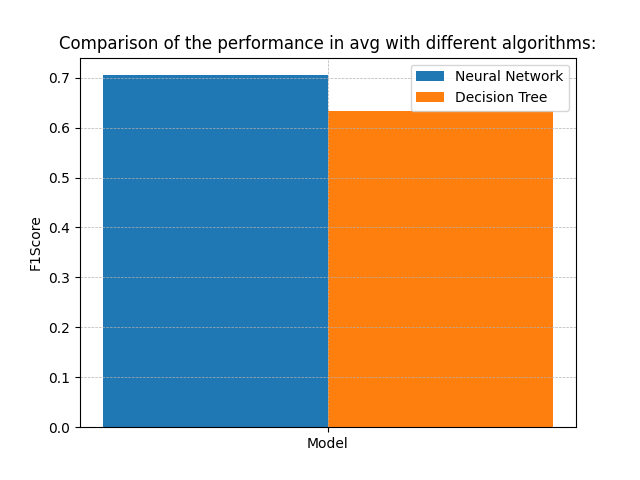 Comparison of the performance in avg with different algorithms:
Neural Network
Decision Tree
0.7
0.6
0.5
0.4
0.3
0.2
0.1
0.0
F1Score
Model